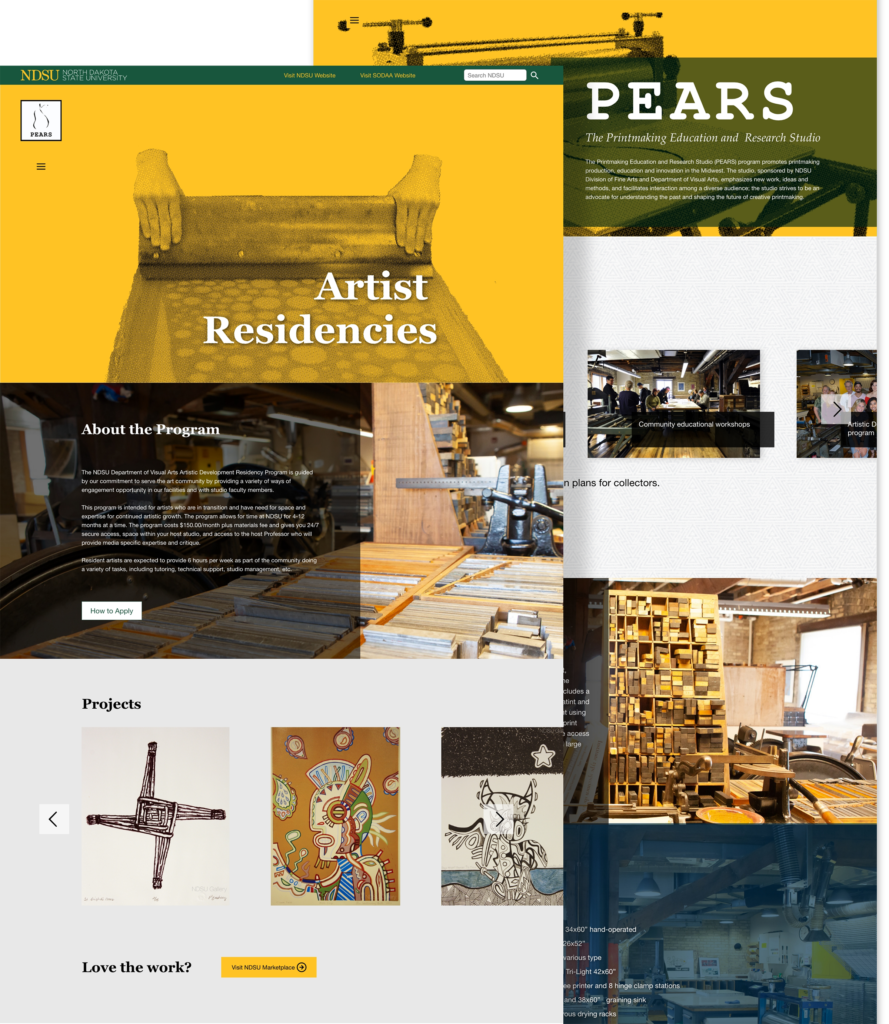 NDSU NORTH DAKOTA
STATE UNIVERSITY
Visit NDSU Website
Visit SODAA Website
Search NDSU
PEARS
Artist
Residencies
About the Program
The NDSU Department of Visual Arts Artistic Development Residency Program is guided
by our commitment to serve the art community by providing a variety of ways of
engagement opportunity in our facilities and with studio faculty members.
This program is intended for artists who are in transition and have need for space and
expertise for continued artistic growth. The program allows for time at NDSU for 4-12
months at a time. The program costs $150.00/month plus materials fee and gives you 24/7
secure access, space within your host studio, and access to the host Professor who will
provide media specific expertise and critique.
Resident artists are expected to provide 6 hours per week as part of the community doing
a variety of tasks, including tutoring, technical support, studio management, etc.
How to Apply
Projects
NDSU Gallery
Love the work?
Visit NDSU Marketplace
PEARS
The Printmaking Education and Research Studio
The Printmaking Education and Research Studio (PEARS) program promotes printmaking
production, education and innovation in the Midwest. The studio, sponsored by NDSU
Division of Fine Arts and Department of Visual Arts, emphasizes new work, ideas and
methods, and facilitates interaction among a diverse audience; the studio strives to be an
advocate for understanding the past and shaping the future of creative printmaking.
Community educational workshops
Artistic D
program
n plans for collectors.
cludes a
tint and
t using
print
access
large
34x60" hand-operated
26x52"
various type
Tri-Light 42x60"
ee printer and 8 hinge clamp stations
and 38x60" graining sink
rous drying racks